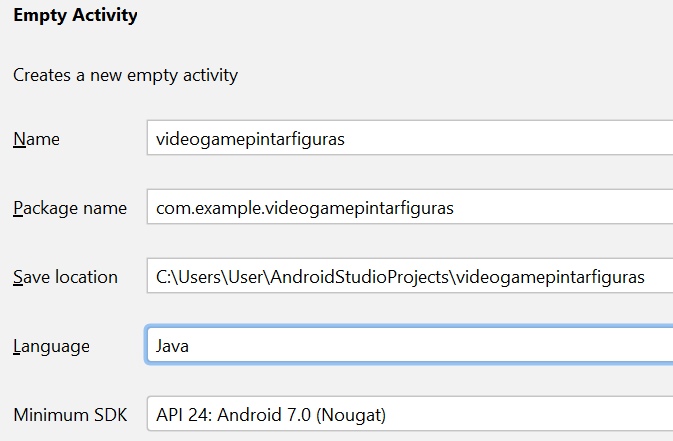 Empty Activity
Creates a new empty activity
Name videogamepintarfiguras
Package name com.example.videogamepintarfiguras
Save location C:\Users\User\AndroidStudioProjects\videogamepintarfiguras
Language Java
Minimum SDK API 24: Android 7.0 (Nougat)